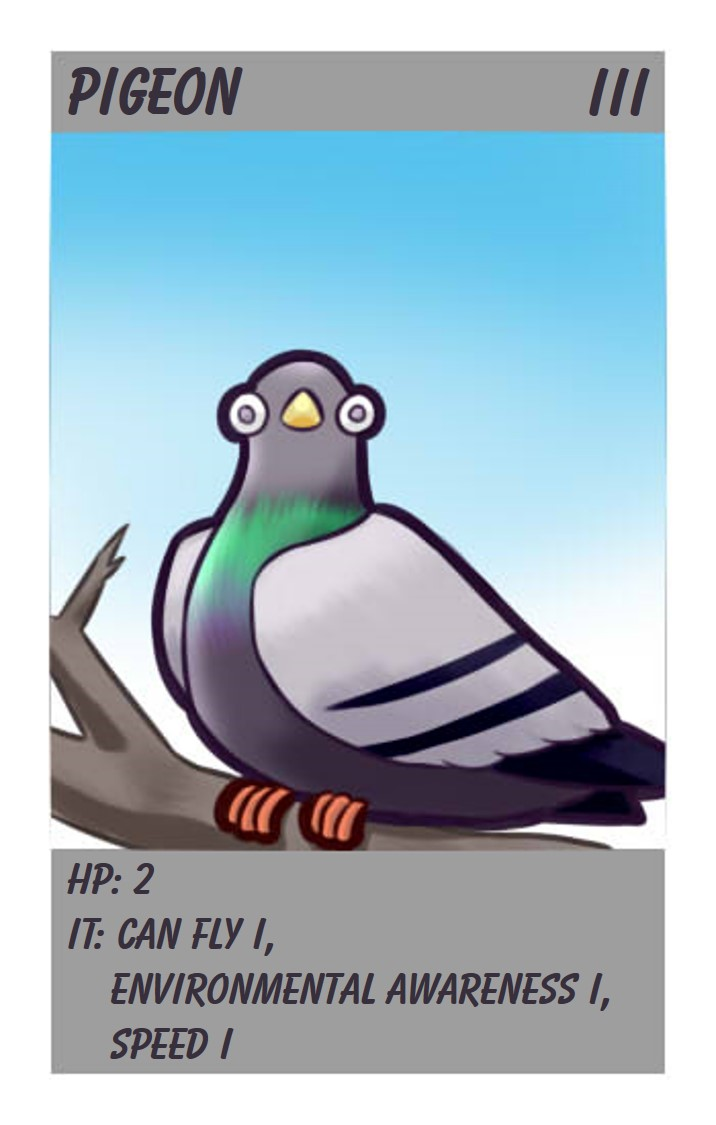 PIGEON III
HP: 2
IT: CAN FLY I,
ENVIRONMENTAL AWARENESS I,
SPEED I